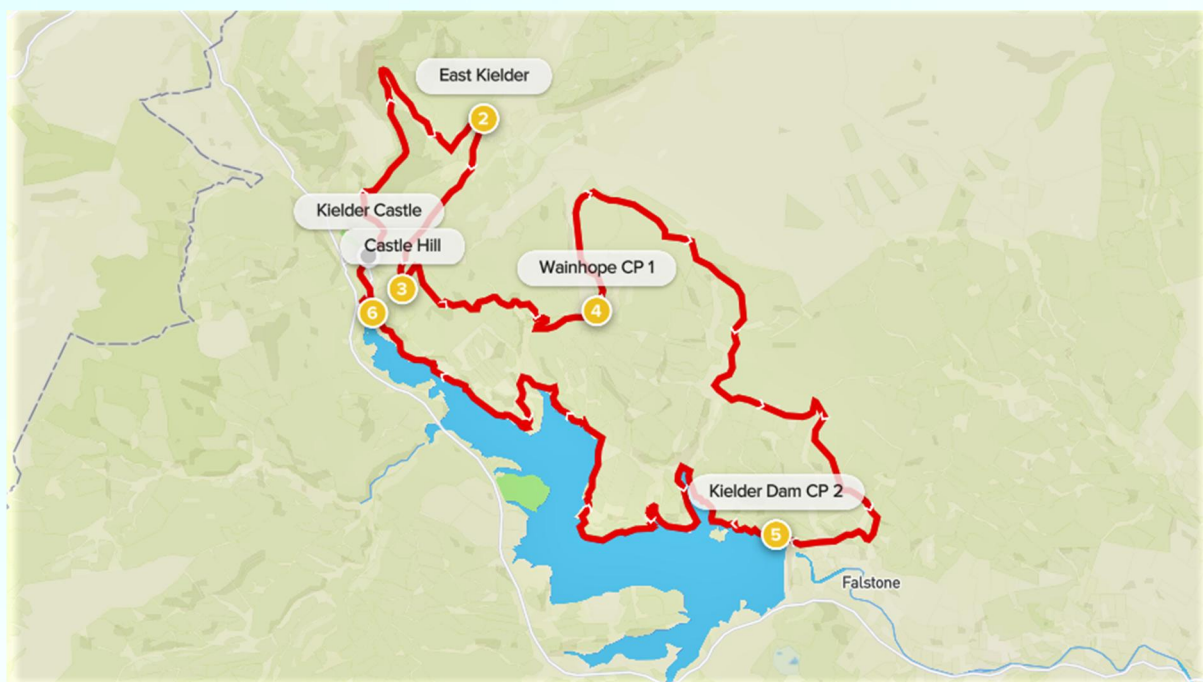 East Kielder
2
Kielder Castle
Castle Hill
Wainhope CP 1
3
4
6
Kielder Dam CP 2
5
Falstone